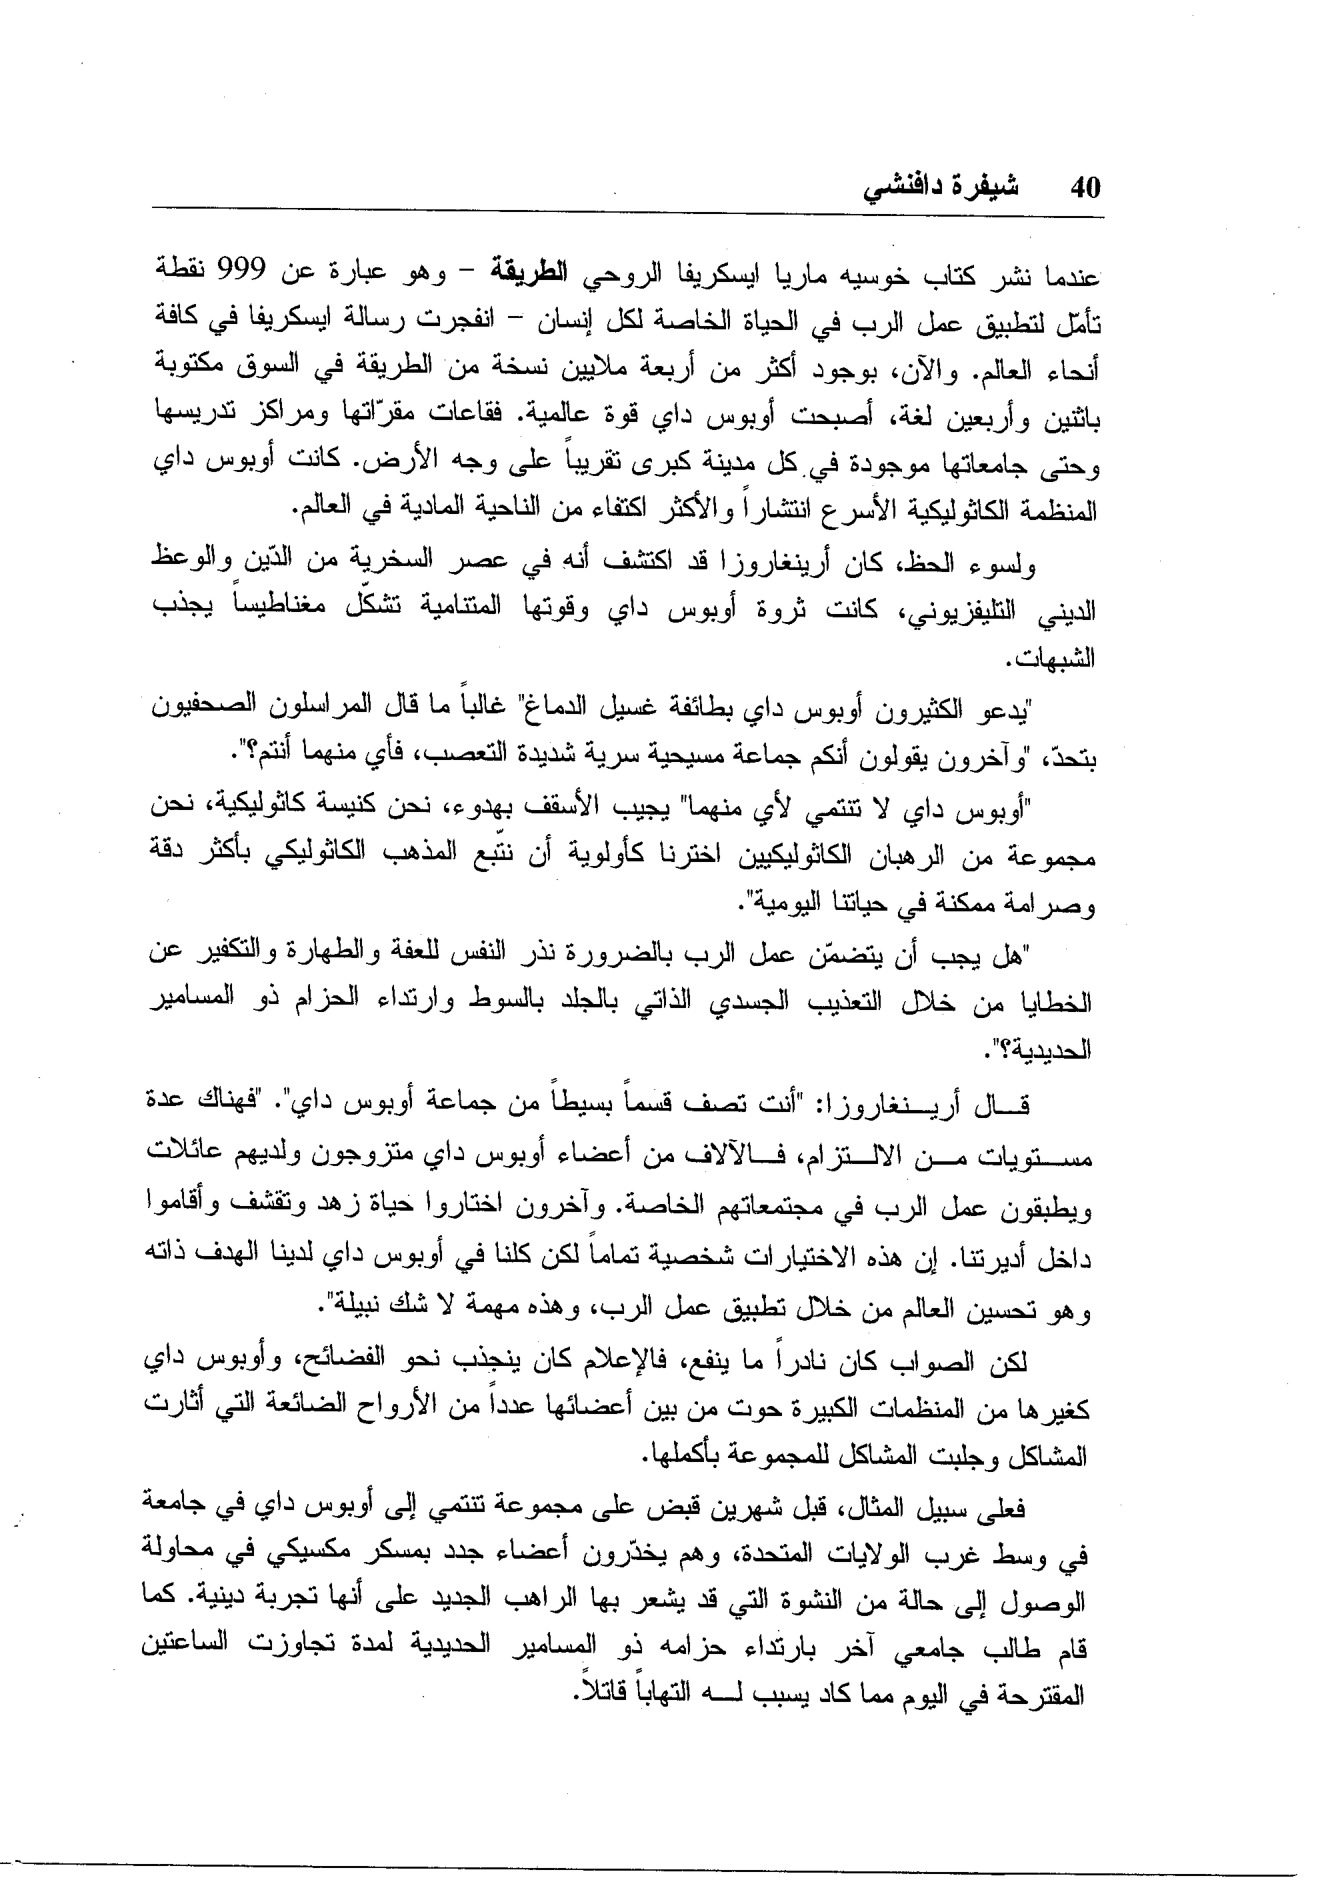 40 شيفرة دافنشي
عندما نشر كتاب خوسيه ماريا ايسكريفا الروحي الطريقة - وهو عبارة عن 999 نقطة
تأمّل لتطبيق عمل الرب في الحياة الخاصة لكل إنسان - انفجرت رسالة ايسكريفا في كافة
أنحاء العالم. والآن، بوجود أكثر من أربعة ملايين نسخة من الطريقة في السوق مكتوبة
باثنين وأربعين لغة، أصبحت أوبوس داي قوة عالمية. فقاعات مقرّاتها ومراكز تدريسها
وحتى جامعاتها موجودة في كل مدينة كبرى تقريباً على وجه الأرض. كانت أوبوس داي
المنظمة الكاثوليكية الأسرع انتشاراً والأكثر اكتفاء من الناحية المادية في العالم.
ولسوء الحظ، كان أرينغاروزا قد اكتشف أنه في عصر السخرية من الدّين والوعظ
الديني التليفزيوني، كانت ثروة أوبوس داي وقوتها المتنامية تشكّل مغناطيساً يجذب
الشبهات.
"يدعو الكثيرون أوبوس داي بطائفة غسيل الدماغ" غالباً ما قال المراسلون الصحفيون
بتحدّ، "وآخرون يقولون أنكم جماعة مسيحية سرية شديدة التعصب، فأي منهما أنتم؟".
"أوبوس داي لا تنتمي لأي منهما" يجيب الأسقف بهدوء، نحن كنيسة كاثوليكية، نحن
مجموعة من الرهبان الكاثوليكيين اخترنا كأولوية أن نتّبع المذهب الكاثوليكي بأكثر دقة
وصرامة ممكنة في حياتنا اليومية".
"هل يجب أن يتضمّن عمل الرب بالضرورة نذر النفس للعفة والطهارة والتكفير عن
الخطايا من خلال التعذيب الجسدي الذاتي بالجلد بالسوط وارتداء الحزام ذو المسامير
الحديدية؟".
قـــال أريـــنغاروزا: "أنت تصف قسماً بسيطاً من جماعة أوبوس داي". "فهناك عدة
مســـتويات مـــن الالـــتزام، فـــالآلاف من أعضاء أوبوس داي متزوجون ولديهم عائلات
ويطبقون عمل الرب في مجتمعاتهم الخاصة. وآخرون اختاروا حياة زهد وتقشف وأقاموا
داخل أديرتنا. إن هذه الاختيارات شخصية تماماً لكن كلنا في أوبوس داي لدينا الهدف ذاته
وهو تحسين العالم من خلال تطبيق عمل الرب، وهذه مهمة لا شك نبيلة".
لكن الصواب كان نادراً ما ينفع، فالإعلام كان ينجذب نحو الفضائح، وأوبوس داي
كغيرها من المنظمات الكبيرة حوت من بين أعضائها عدداً من الأرواح الضائعة التي أثارت
المشاكل وجلبت المشاكل للمجموعة بأكملها.
فعلى سبيل المثال، قبل شهرين قبض على مجموعة تنتمي إلى أوبوس داي في جامعة
في وسط غرب الولايات المتحدة، وهم يخدّرون أعضاء جدد بمسكر مكسيكي في محاولة
الوصول إلى حالة من النشوة التي قد يشعر بها الراهب الجديد على أنها تجربة دينية. كما
قام طالب جامعي آخر بارتداء حزامه ذو المسامير الحديدية لمدة تجاوزت الساعتين
المقترحة في اليوم مما كاد يسبب لـــه التهاباً قاتلاً.